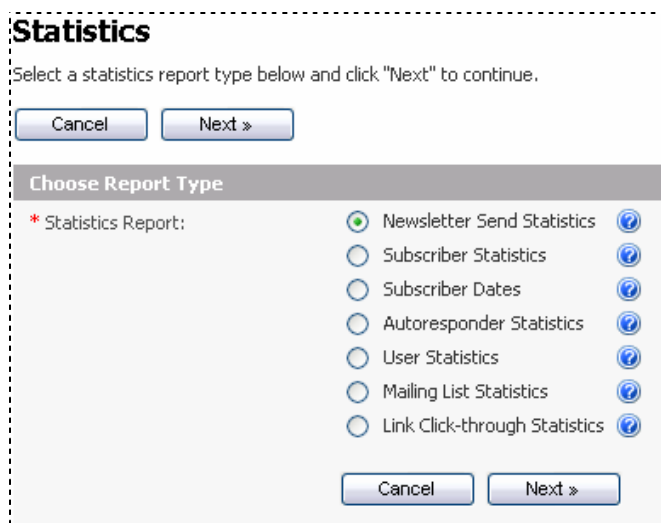 Statistics
Select a statistics report type below and click "Next" to continue.
Cancel Next »
Choose Report Type
* Statistics Report: Newsletter Send Statistics ?
Subscriber Statistics ?
Subscriber Dates ?
Autoresponder Statistics ?
User Statistics ?
Mailing List Statistics ?
Link Click-through Statistics ?
Cancel Next »